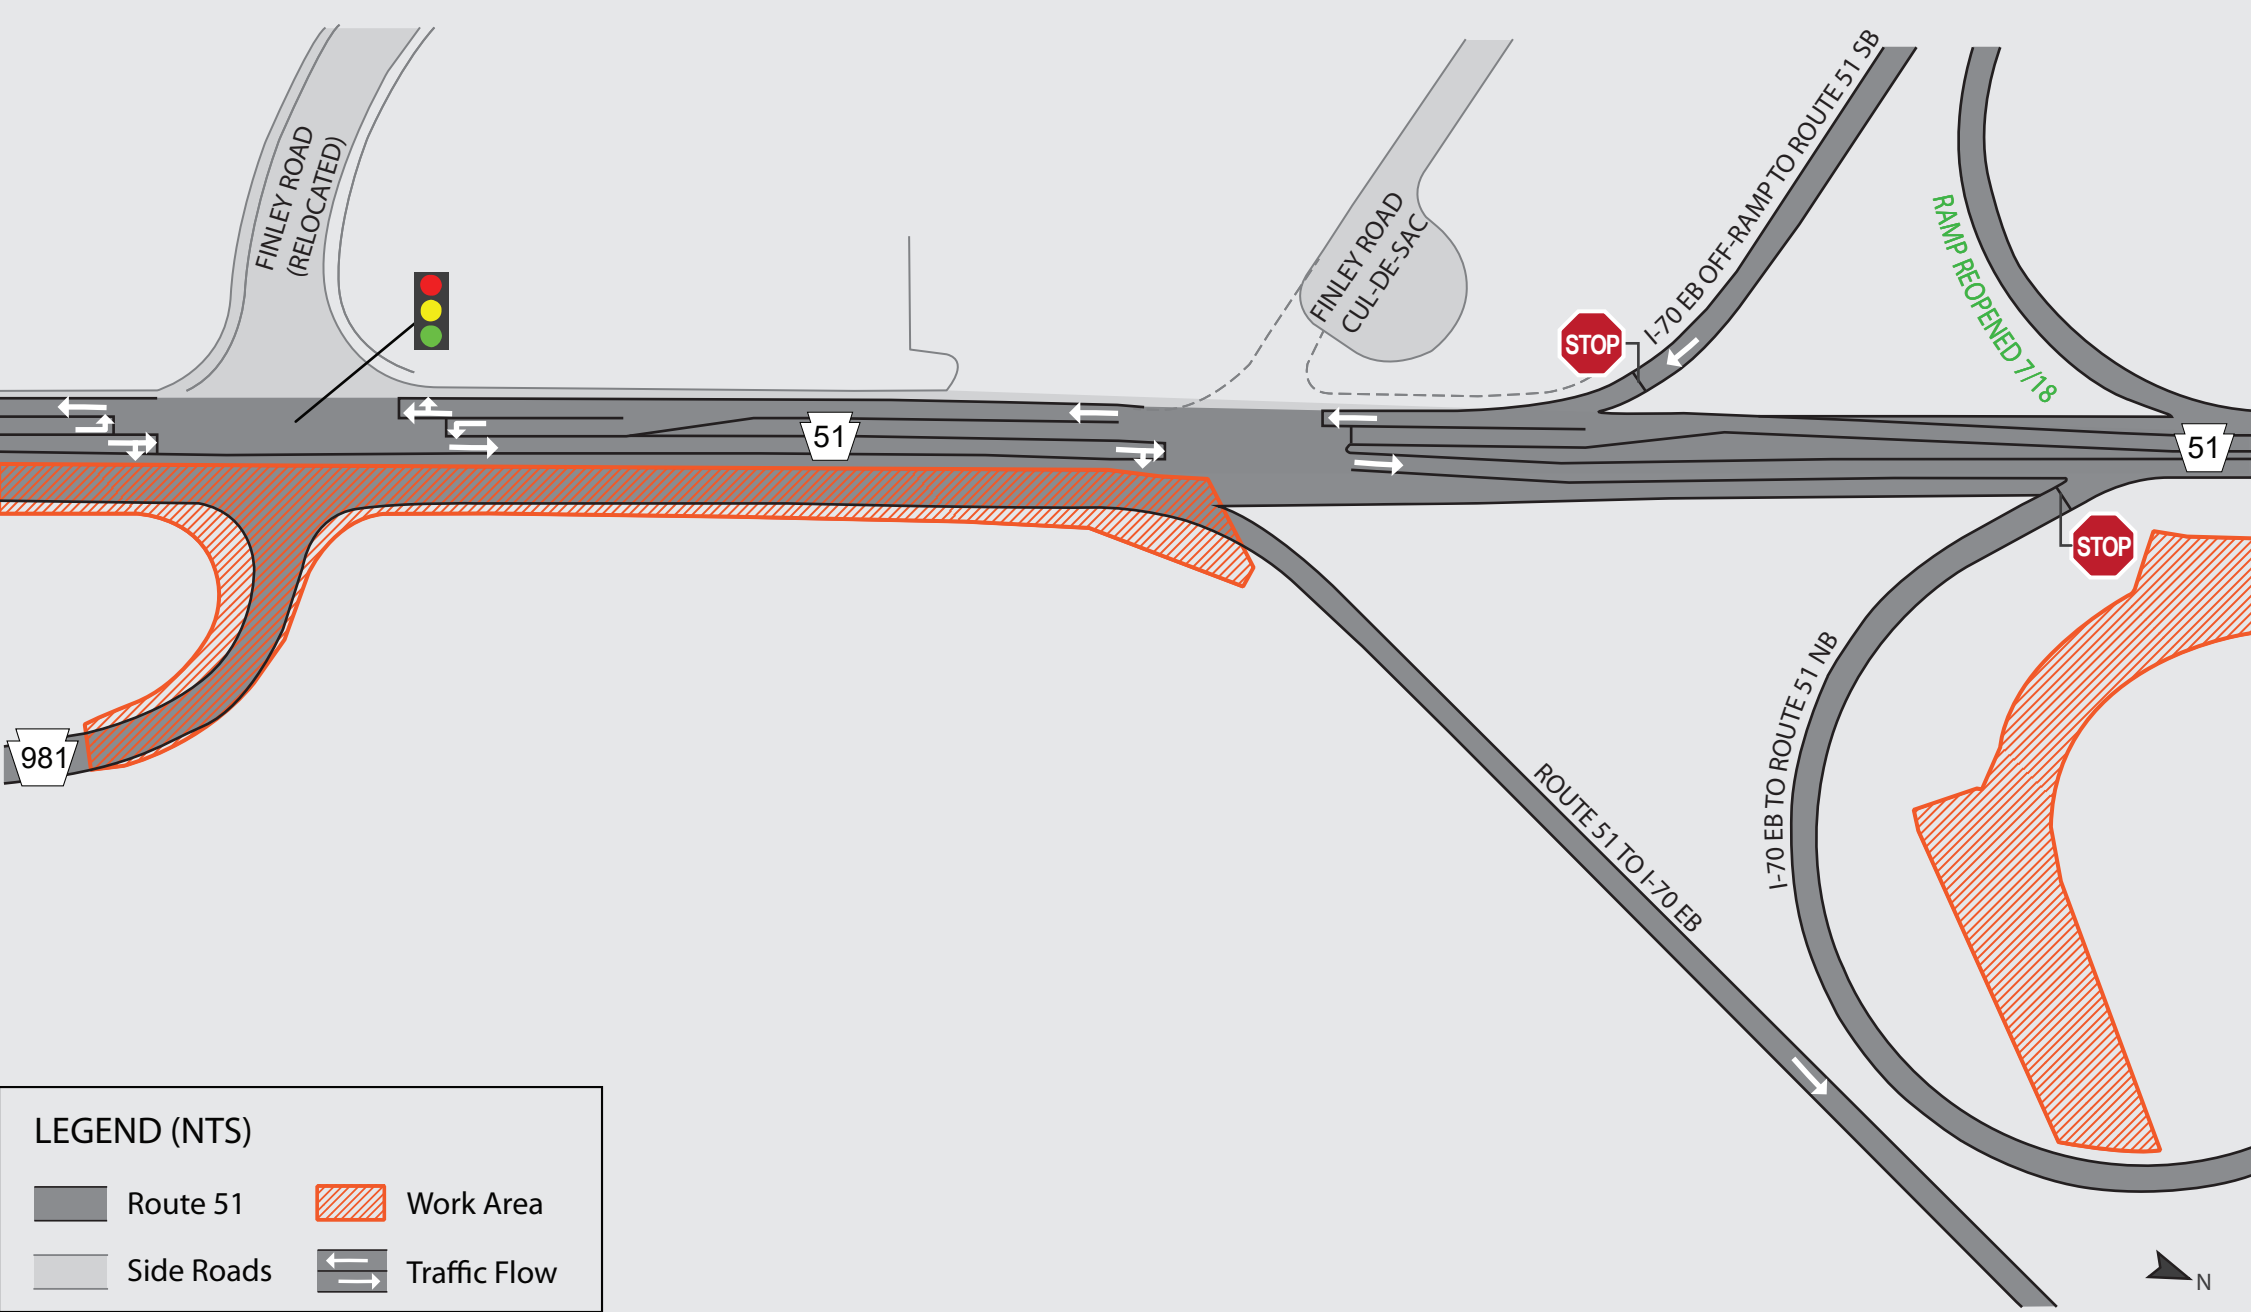 FINLEY ROAD
(RELOCATED)
FINLEY ROAD
CUL-DE-SAC
I-70 EB OFF-RAMP TO ROUTE 51 SB
RAMP REOPENED 7/18
STOP
51
51
STOP
I-70 EB TO ROUTE 51 NB
981
ROUTE 51 TO I-70 EB
LEGEND (NTS)
Route 51
Work Area
Side Roads
Traffic Flow
N